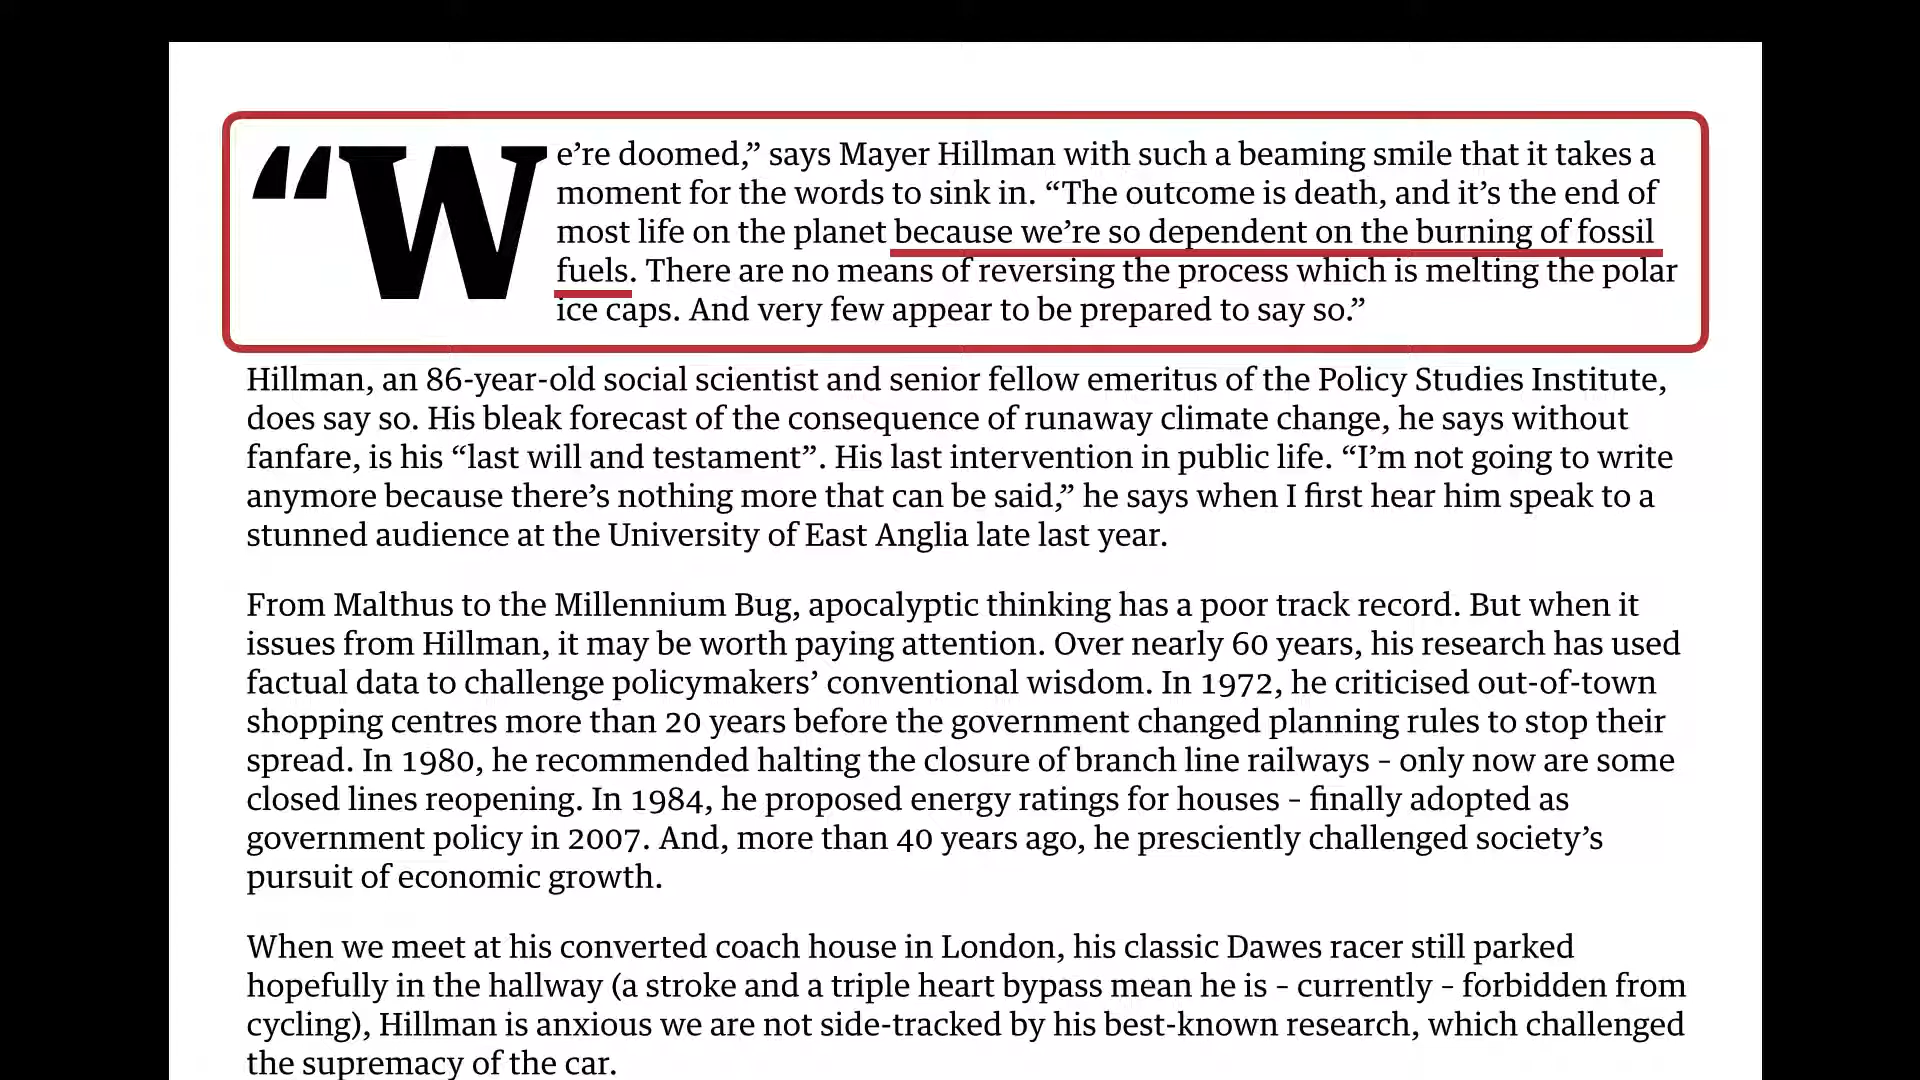 “We’re doomed,” says Mayer Hillman with such a beaming smile that it takes a
moment for the words to sink in. “The outcome is death, and it’s the end of
most life on the planet because we’re so dependent on the burning of fossil
fuels. There are no means of reversing the process which is melting the polar
ice caps. And very few appear to be prepared to say so.”
Hillman, an 86-year-old social scientist and senior fellow emeritus of the Policy Studies Institute,
does say so. His bleak forecast of the consequence of runaway climate change, he says without
fanfare, is his “last will and testament”. His last intervention in public life. “I’m not going to write
anymore because there’s nothing more that can be said,” he says when I first hear him speak to a
stunned audience at the University of East Anglia late last year.
From Malthus to the Millennium Bug, apocalyptic thinking has a poor track record. But when it
issues from Hillman, it may be worth paying attention. Over nearly 60 years, his research has used
factual data to challenge policymakers’ conventional wisdom. In 1972, he criticised out-of-town
shopping centres more than 20 years before the government changed planning rules to stop their
spread. In 1980, he recommended halting the closure of branch line railways – only now are some
closed lines reopening. In 1984, he proposed energy ratings for houses – finally adopted as
government policy in 2007. And, more than 40 years ago, he presciently challenged society’s
pursuit of economic growth.
When we meet at his converted coach house in London, his classic Dawes racer still parked
hopefully in the hallway (a stroke and a triple heart bypass mean he is – currently – forbidden from
cycling), Hillman is anxious we are not side-tracked by his best-known research, which challenged
the supremacy of the car.